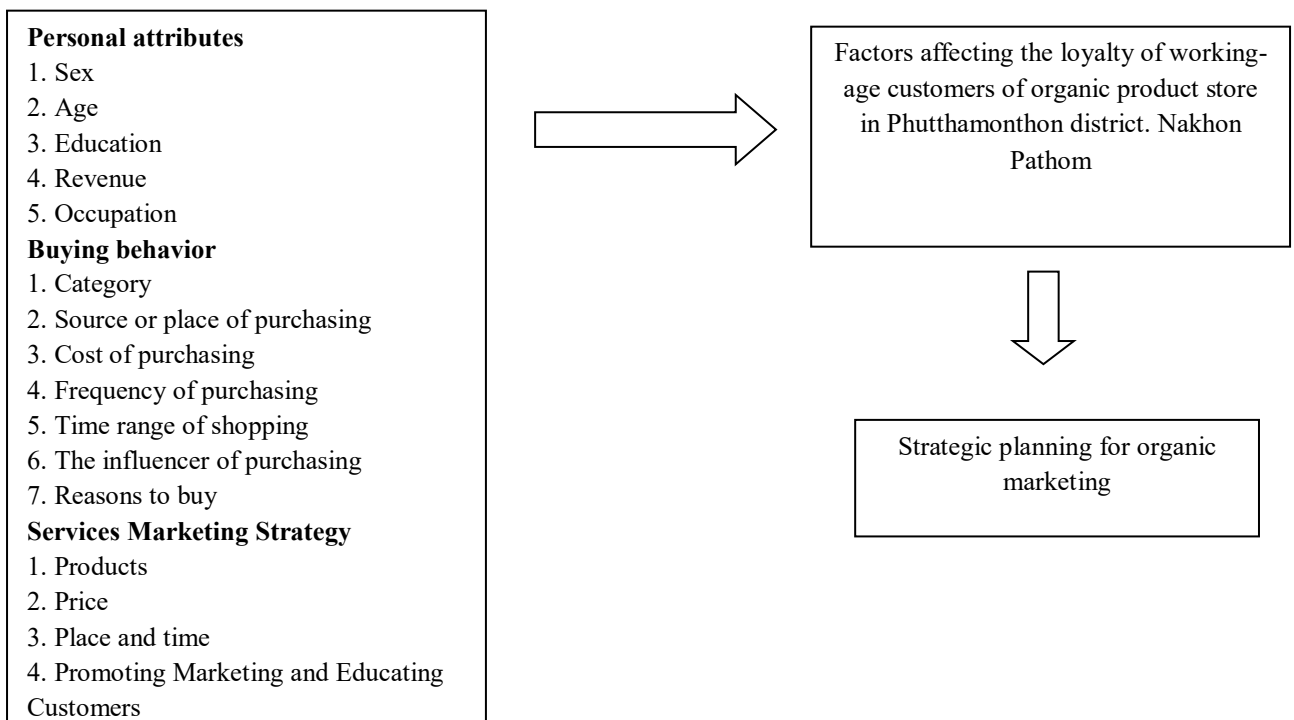 Personal attributes
1. Sex
2. Age
3. Education
4. Revenue
5. Occupation
Buying behavior
1. Category
2. Source or place of purchasing
3. Cost of purchasing
4. Frequency of purchasing
5. Time range of shopping
6. The influencer of purchasing
7. Reasons to buy
Services Marketing Strategy
1. Products
2. Price
3. Place and time
4. Promoting Marketing and Educating
Customers
Factors affecting the loyalty of working-
age customers of organic product store
in Phutthamonthon district. Nakhon
Pathom
Strategic planning for organic
marketing